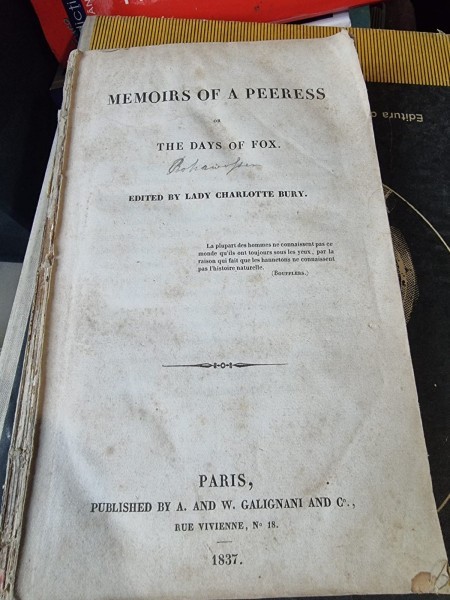 MEMOIRS OF A PEERESS
OR
THE DAYS OF FOX.
EDITED BY LADY CHARLOTTE BURY.
La plupart des hommes ne connaissent pas ce
monde qu'ils ont toujours sous les yeux, par la
raison qui fait que les hannetons ne connaissent
pas l'histoire naturelle.
(BOUFFLERS.)
PARIS,
PUBLISHED BY A. AND W. GALIGNANI AND Co.,
RUE VIVIENNE, No 18.
1837.
Editura